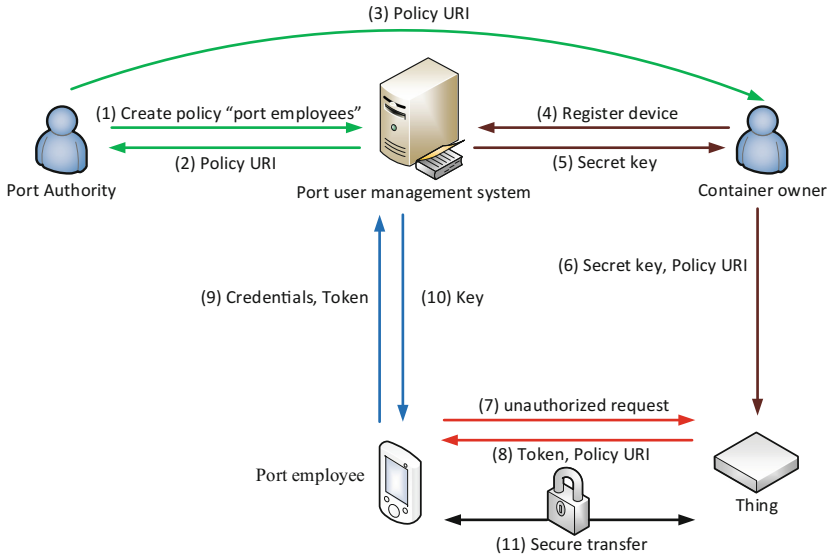 (3) Policy URI
(1) Create policy “port employees”
(4) Register device
(2) Policy URI
(5) Secret key
Port Authority
Port user management system
Container owner
(6) Secret key, Policy URI
(9) Credentials, Token
(10) Key
(7) unauthorized request
(8) Token, Policy URI
Port employee
Thing
(11) Secure transfer